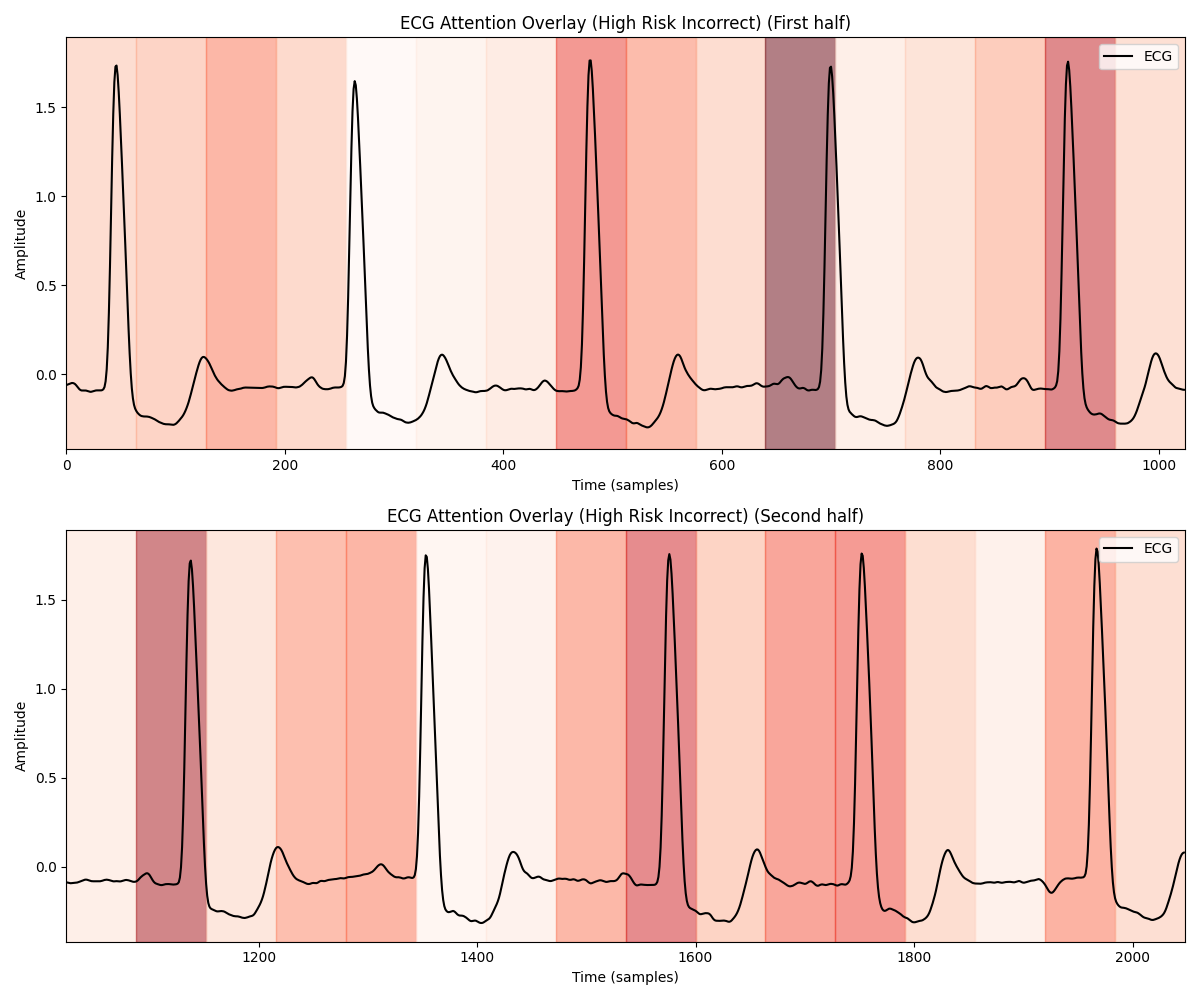 ECG Attention Overlay (High Risk Incorrect) (First half)
ECG
Amplitude
1.5
1.0
0.5
0.0
0 200 400 600 800 1000
Time (samples)
ECG Attention Overlay (High Risk Incorrect) (Second half)
ECG
Amplitude
1.5
1.0
0.5
0.0
1200 1400 1600 1800 2000
Time (samples)